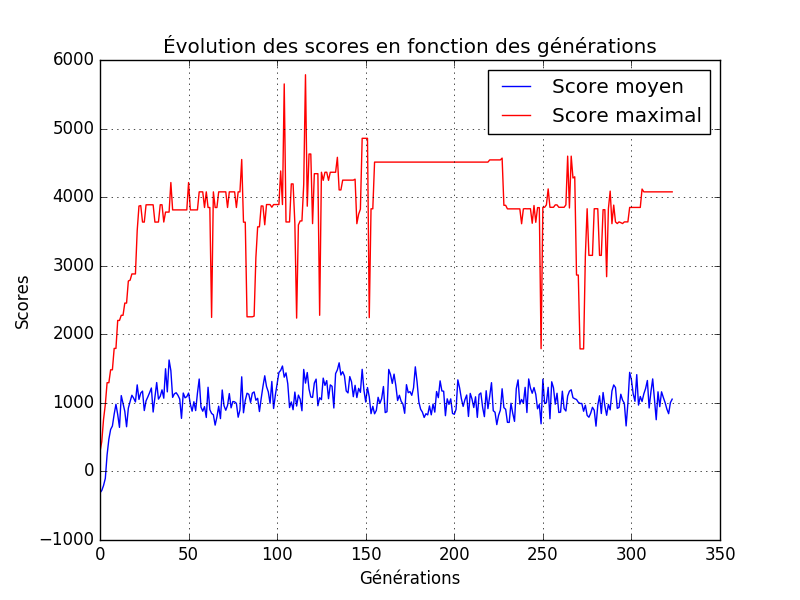 Évolution des scores en fonction des générations
6000
5000
4000
3000
2000
1000
0
−1000
Scores
Score moyen
Score maximal
0 50 100 150 200 250 300 350
Générations